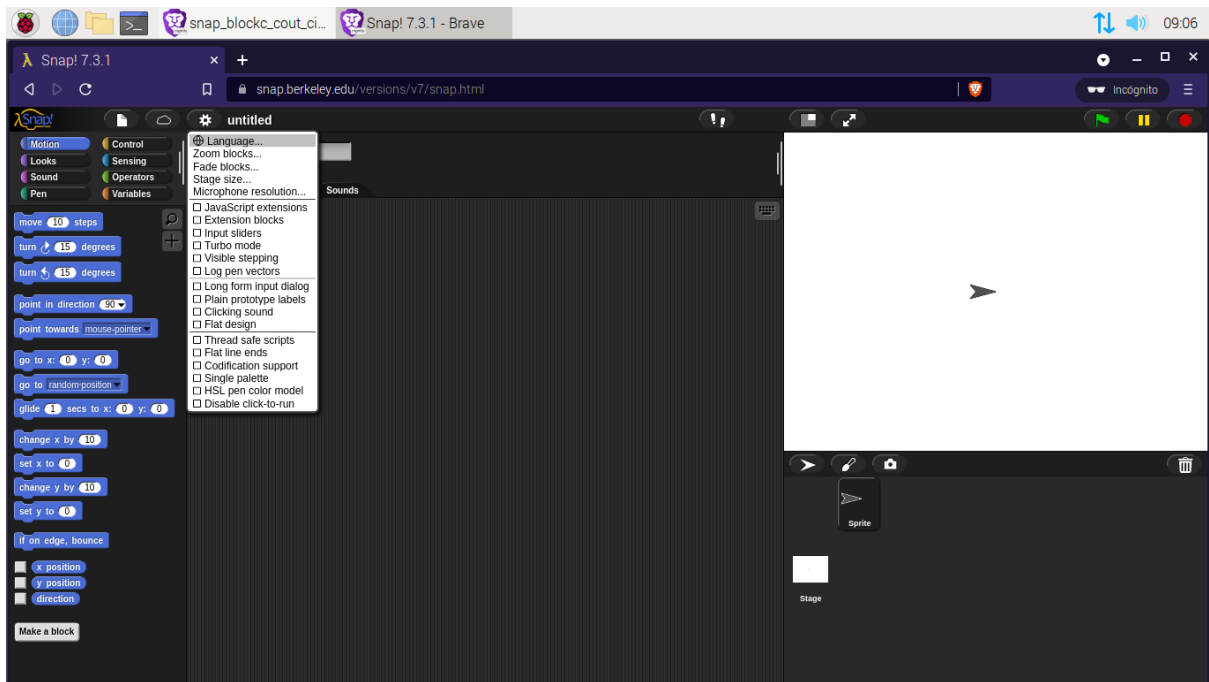 snap_blockc_cout_ci...
Snap! 7.3.1 - Brave
09:06
λ Snap! 7.3.1
snap.berkeley.edu/versions/v7/snap.html
Incógnito
λSnap!
untitled
Motion
Control
Looks
Sensing
Sound
Operators
Pen
Variables
Language...
Zoom blocks...
Fade blocks...
Stage size...
Microphone resolution...
JavaScript extensions
Extension blocks
Input sliders
Turbo mode
Visible stepping
Log pen vectors
Long form input dialog
Plain prototype labels
Clicking sound
Flat design
Thread safe scripts
Flat line ends
Codification support
Single palette
HSL pen color model
Disable click-to-run
Sounds
move 10 steps
turn 15 degrees
turn 15 degrees
point in direction 90
point towards mouse-pointer
go to x: 0 y: 0
go to random position
glide 1 secs to x: 0 y: 0
change x by 10
set x to 0
change y by 10
set y to 0
if on edge, bounce
x position
y position
direction
Make a block
Sprite
Stage